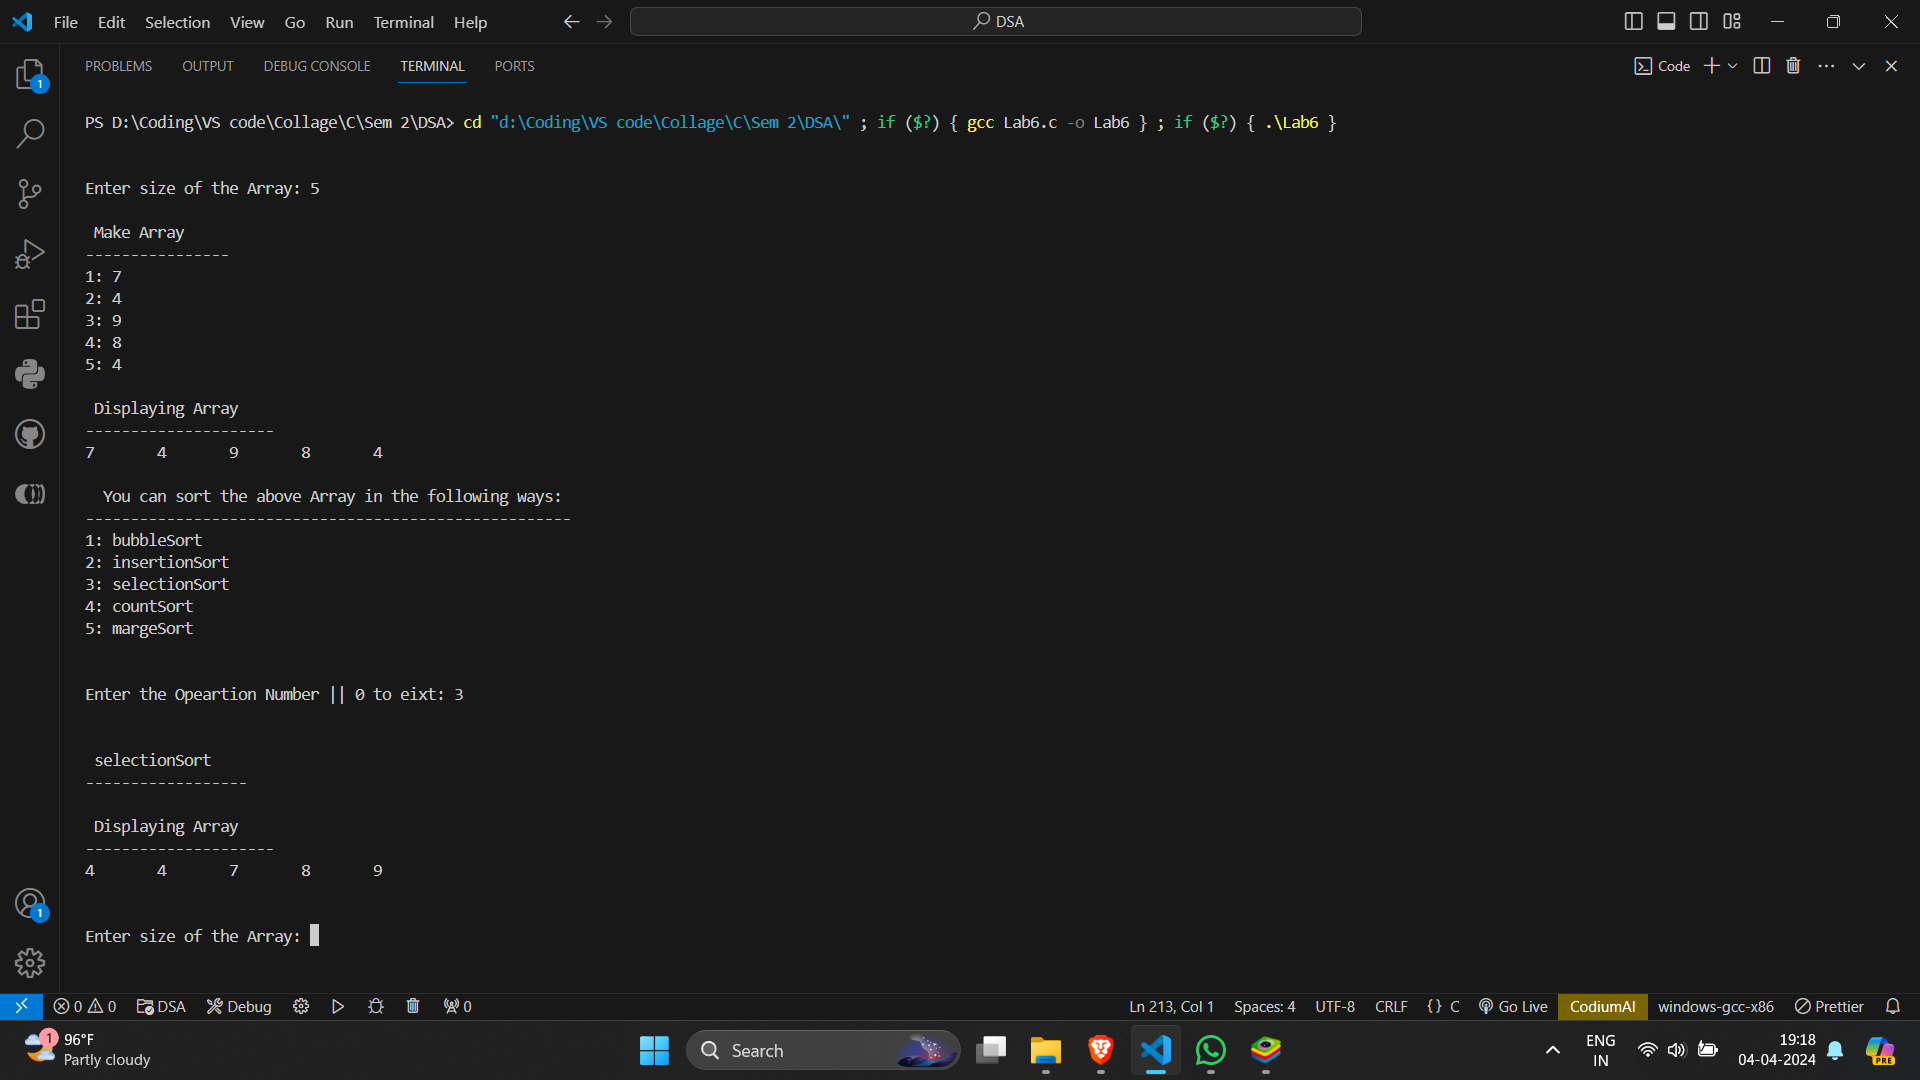 File Edit Selection View Go Run Terminal Help DSA
PROBLEMS OUTPUT DEBUG CONSOLE TERMINAL PORTS Code
1
PS D:\Coding\VS code\Collage\C\Sem 2\DSA> cd "d:\Coding\VS code\Collage\C\Sem 2\DSA\" ; if ($?) { gcc Lab6.c -o Lab6 } ; if ($?) { .\Lab6 }
Enter size of the Array: 5
Make Array
----------------
1: 7
2: 4
3: 9
4: 8
5: 4
Displaying Array
---------------------
7 4 9 8 4
You can sort the above Array in the following ways:
------------------------------------------------------
1: bubbleSort
2: insertionSort
3: selectionSort
4: countSort
5: margeSort
Enter the Opeartion Number || 0 to eixt: 3
selectionSort
------------------
Displaying Array
---------------------
4 4 7 8 9
1
Enter size of the Array:
0 0 DSA Debug 0 Ln 213, Col 1 Spaces: 4 UTF-8 CRLF {} C Go Live CodiumAI windows-gcc-x86 Prettier
1 96°F
Partly cloudy
Search
ENG
IN
19:18
04-04-2024
PRE